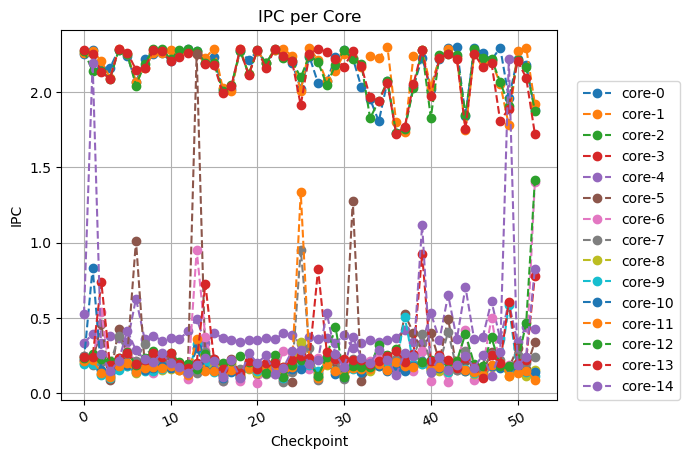 IPC per Core
IPC
2.0
1.5
1.0
0.5
0.0
0
10
20
30
40
50
Checkpoint
core-0
core-1
core-2
core-3
core-4
core-5
core-6
core-7
core-8
core-9
core-10
core-11
core-12
core-13
core-14